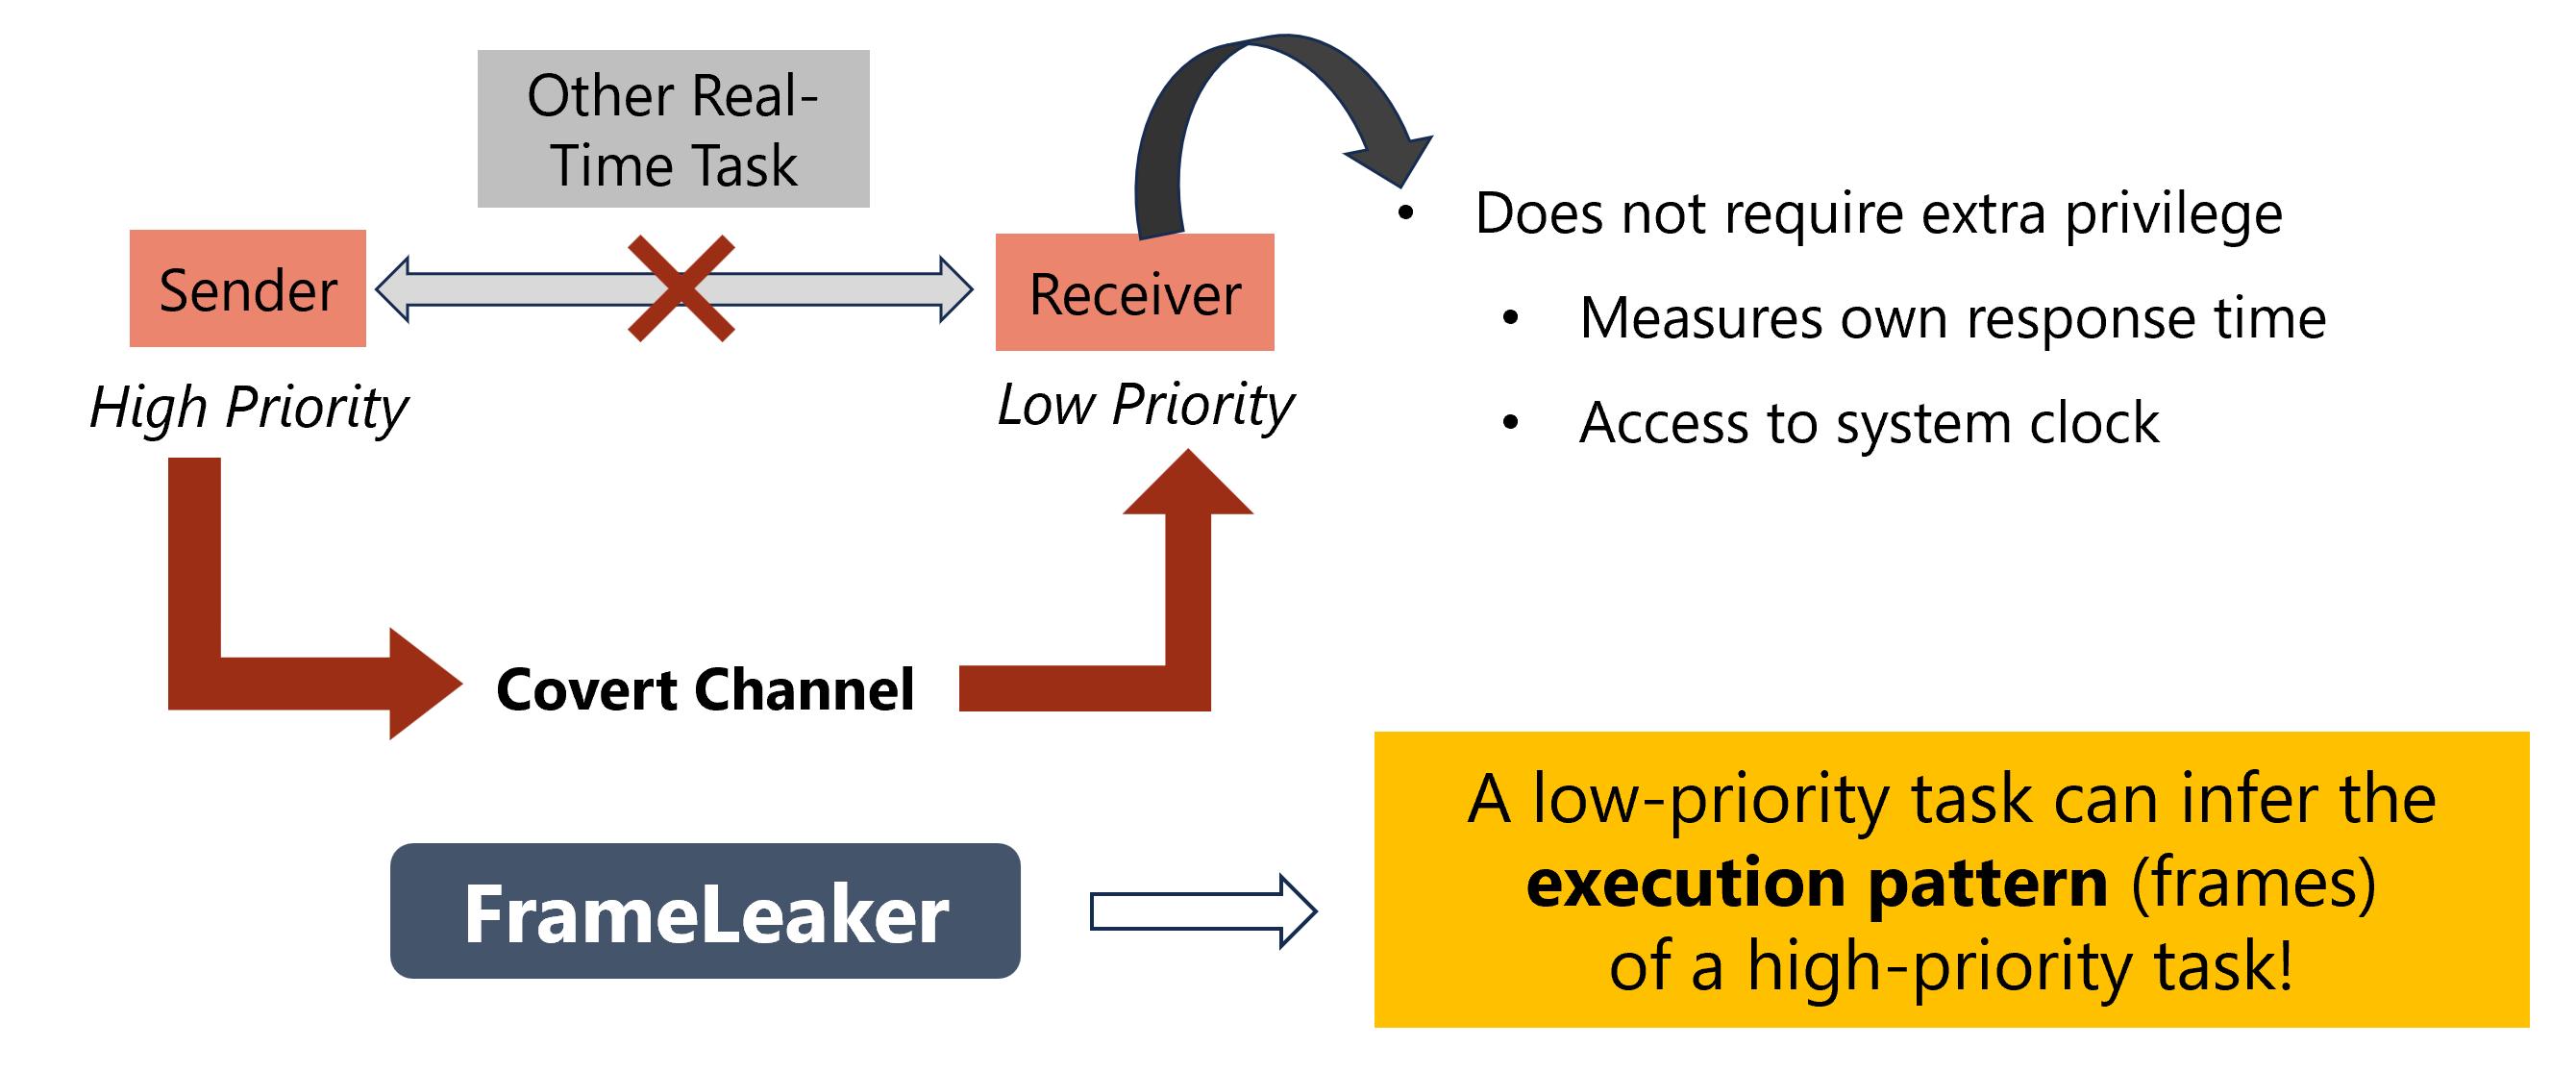 Other Real-
Time Task
Sender
Receiver
High Priority
Low Priority
• Does not require extra privilege
• Measures own response time
• Access to system clock
Covert Channel
FrameLeaker
A low-priority task can infer the
execution pattern (frames)
of a high-priority task!